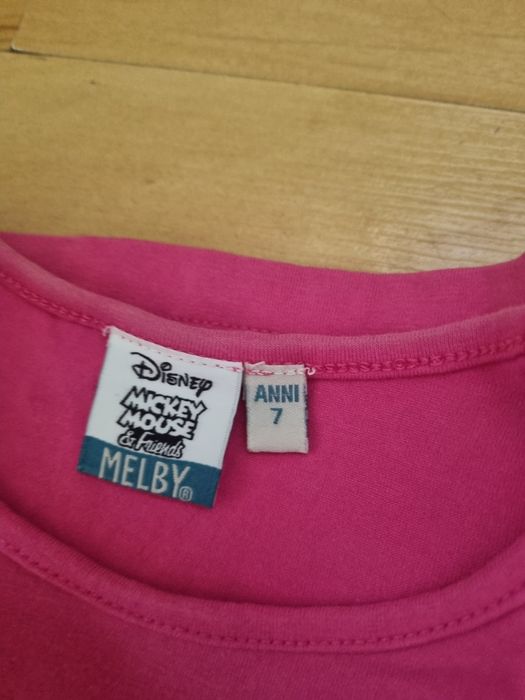 Disney
MICKEY
MOUSE
& Friends
MELBY®
ANNI
7